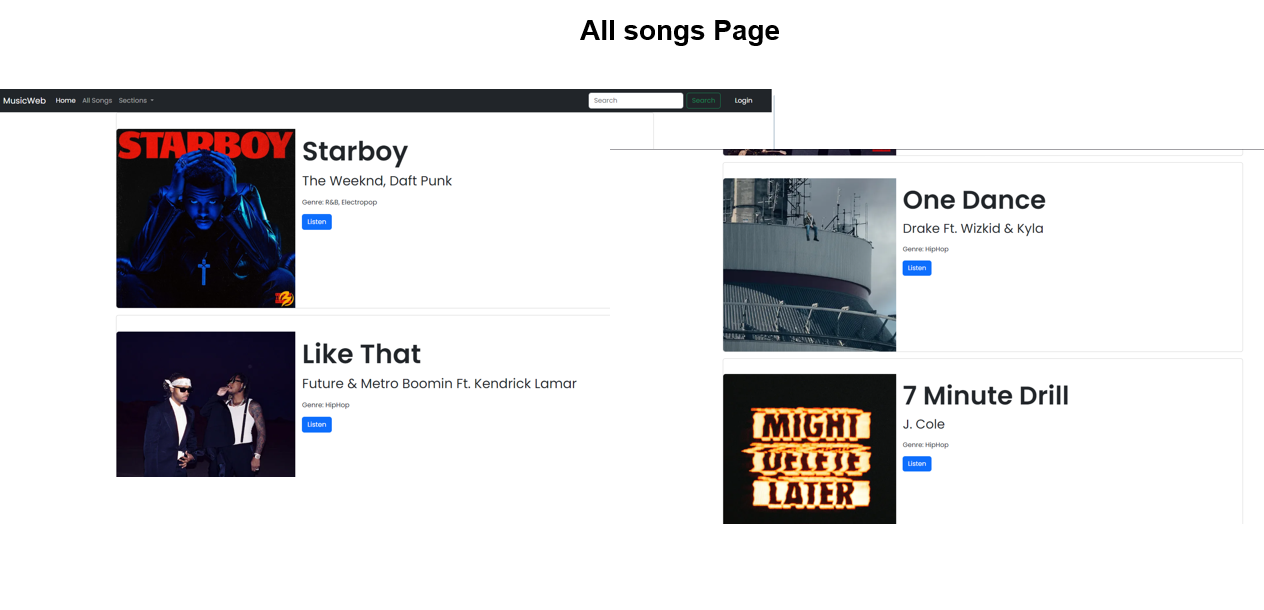 All songs Page
MusicWeb Home All Songs Sections Search Search Login
STARBOY
Starboy
The Weeknd, Daft Punk
Genre: R&B, Electropop
Listen
Like That
Future & Metro Boomin Ft. Kendrick Lamar
Genre: HipHop
Listen
One Dance
Drake Ft. Wizkid & Kyla
Genre: HipHop
Listen
MIGHT
DELETE
LATER
7 Minute Drill
J. Cole
Genre: HipHop
Listen